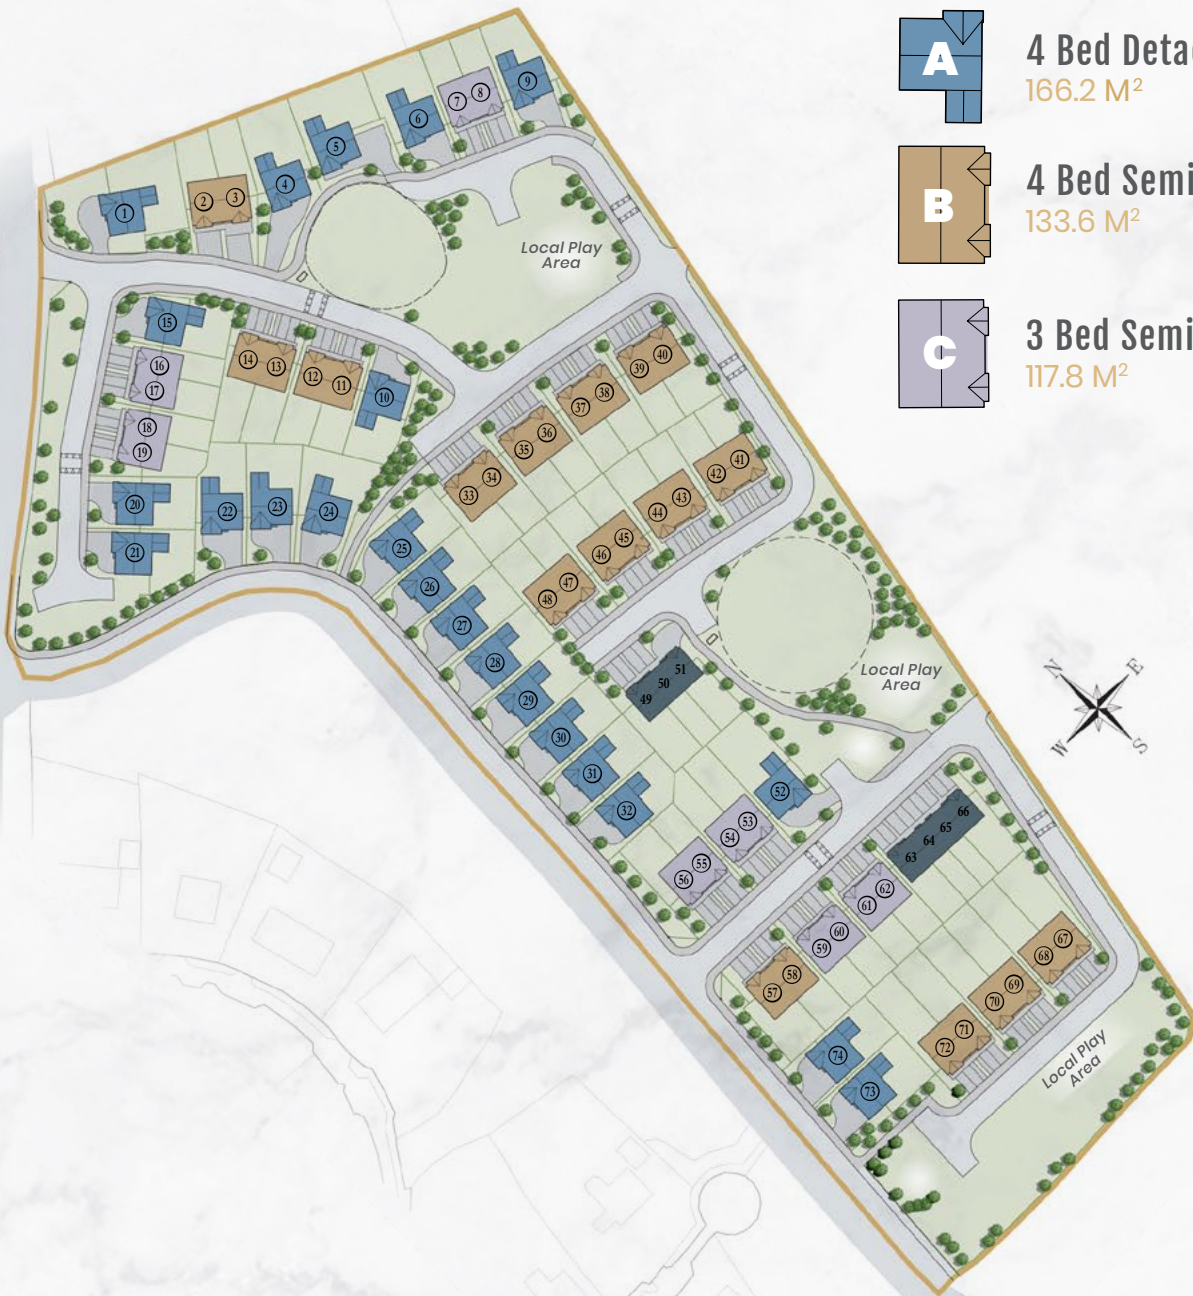 A
4 Bed Detac
166.2 M²
B
4 Bed Semi
133.6 M²
C
3 Bed Semi
117.8 M²
9
7 8
6
5
4
2 3
1
Local Play
Area
15
16
17
14 13
12 11
10
18
19
20
21
22 23 24
39 40
37 38
35 36
33 34
42 41
44 43
46 45
48 47
25
26
27
28
29
30
31
32
49 50 51
Local Play
Area
N E
W S
52
54 53
56 55
63 64 65 66
61 62
59 60
57 58
68 67
70 69
72 71
74
73
Local Play
Area